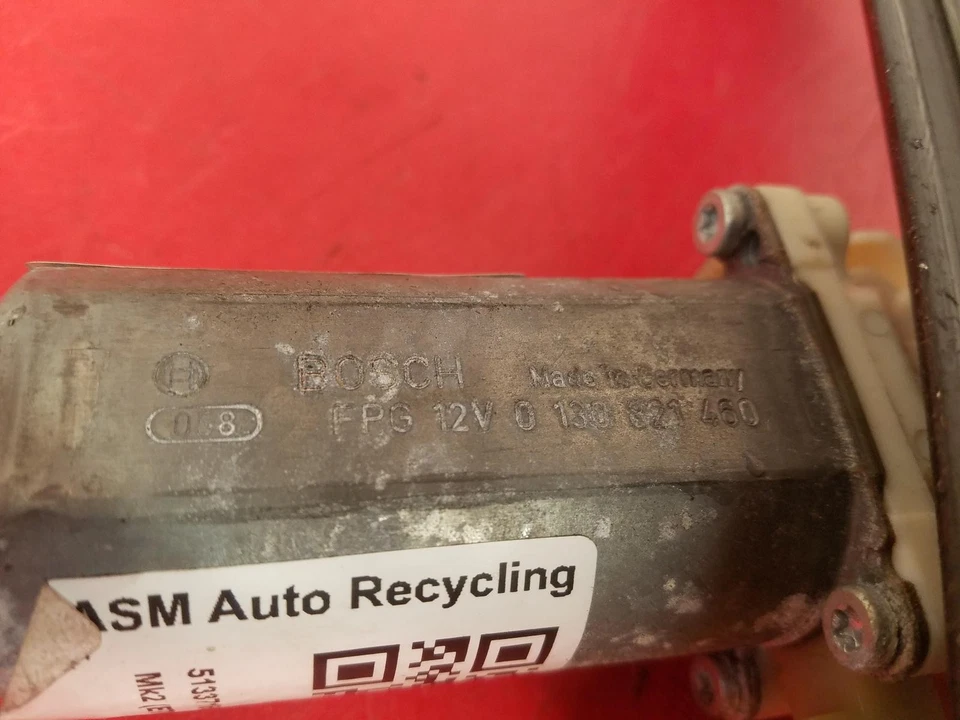 BOSCH Made in Germany
FPG 12V 0 130 821 460
ASM Auto Recycling